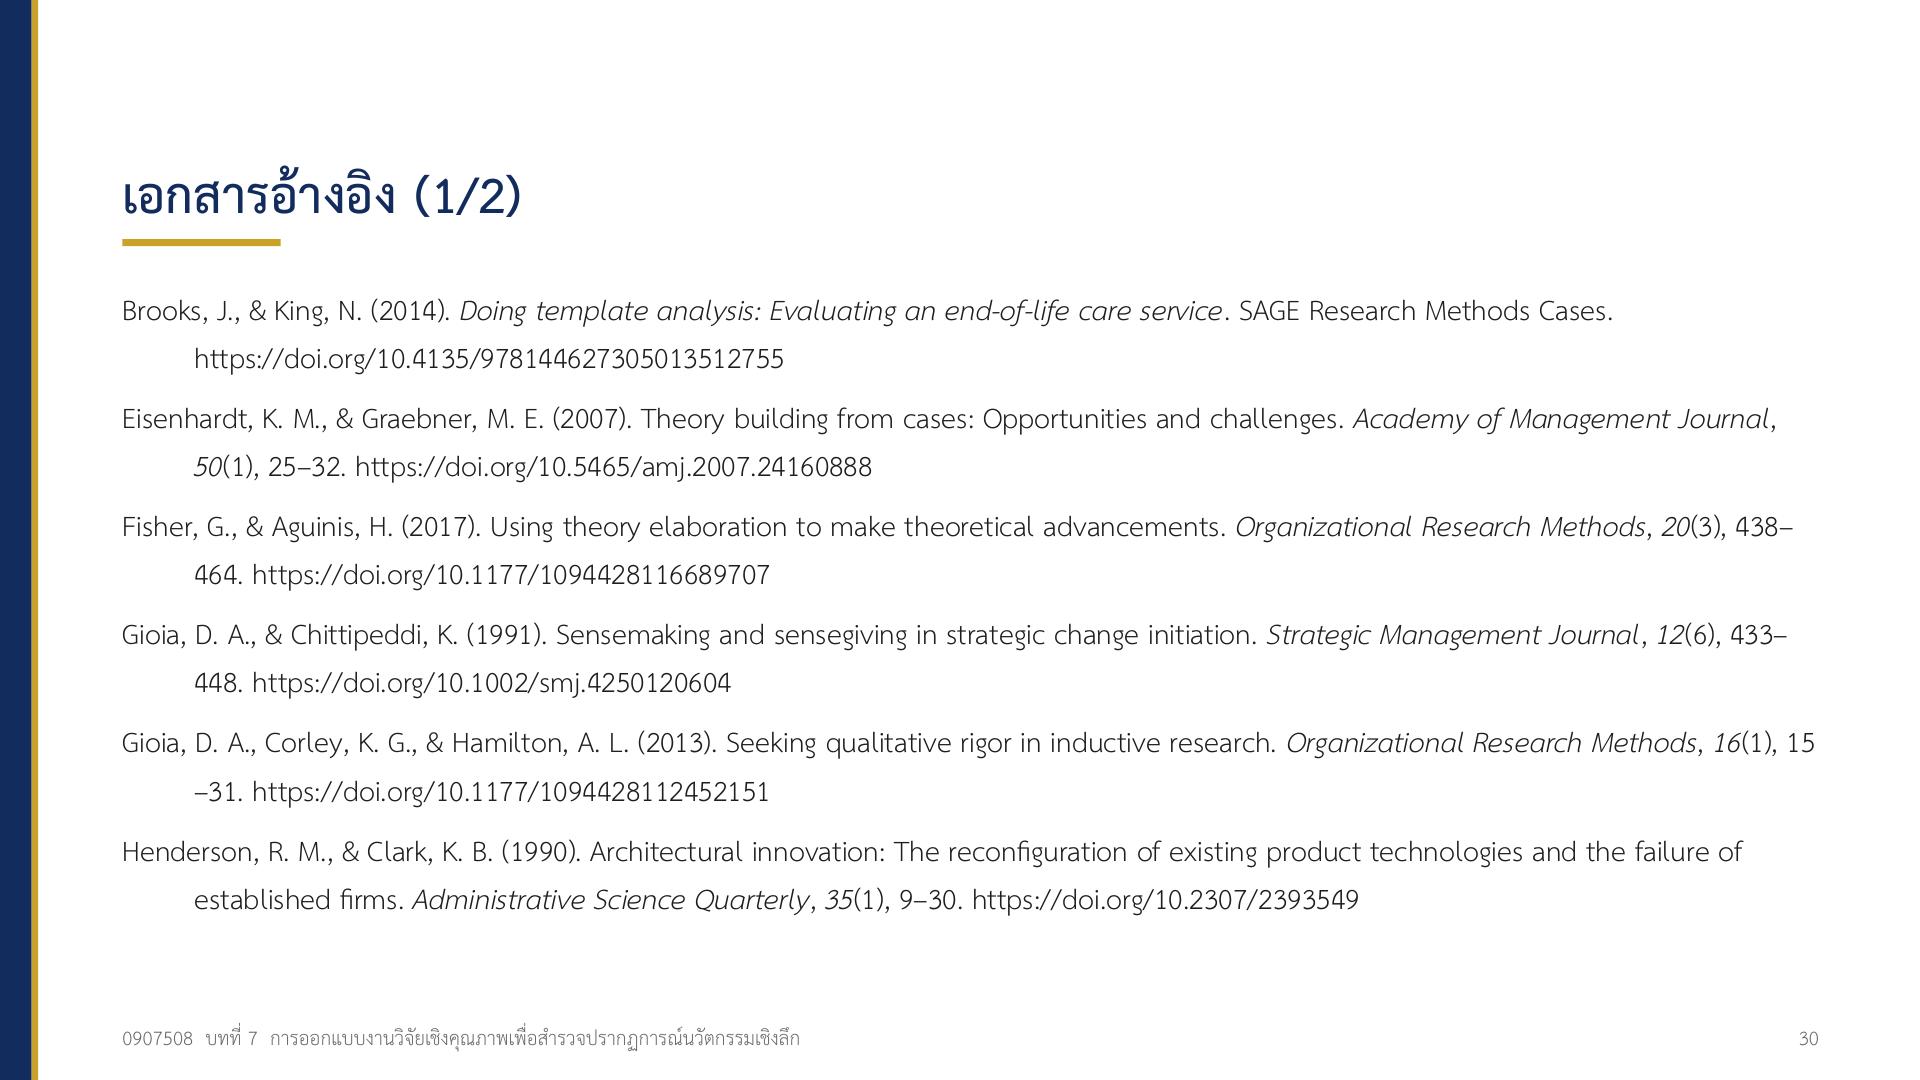 เอกสารอ้างอิง (1/2)
Brooks, J., & King, N. (2014). Doing template analysis: Evaluating an end-of-life care service. SAGE Research Methods Cases.
https://doi.org/10.4135/978144627305013512755
Eisenhardt, K. M., & Graebner, M. E. (2007). Theory building from cases: Opportunities and challenges. Academy of Management Journal,
50(1), 25–32. https://doi.org/10.5465/amj.2007.24160888
Fisher, G., & Aguinis, H. (2017). Using theory elaboration to make theoretical advancements. Organizational Research Methods, 20(3), 438–
464. https://doi.org/10.1177/1094428116689707
Gioia, D. A., & Chittipeddi, K. (1991). Sensemaking and sensegiving in strategic change initiation. Strategic Management Journal, 12(6), 433–
448. https://doi.org/10.1002/smj.4250120604
Gioia, D. A., Corley, K. G., & Hamilton, A. L. (2013). Seeking qualitative rigor in inductive research. Organizational Research Methods, 16(1), 15
–31. https://doi.org/10.1177/1094428112452151
Henderson, R. M., & Clark, K. B. (1990). Architectural innovation: The reconfiguration of existing product technologies and the failure of
established firms. Administrative Science Quarterly, 35(1), 9–30. https://doi.org/10.2307/2393549
0907508 บทที่ 7 การออกแบบงานวิจัยเชิงคุณภาพเพื่อสำรวจปรากฏการณ์นวัตกรรมเชิงลึก
30